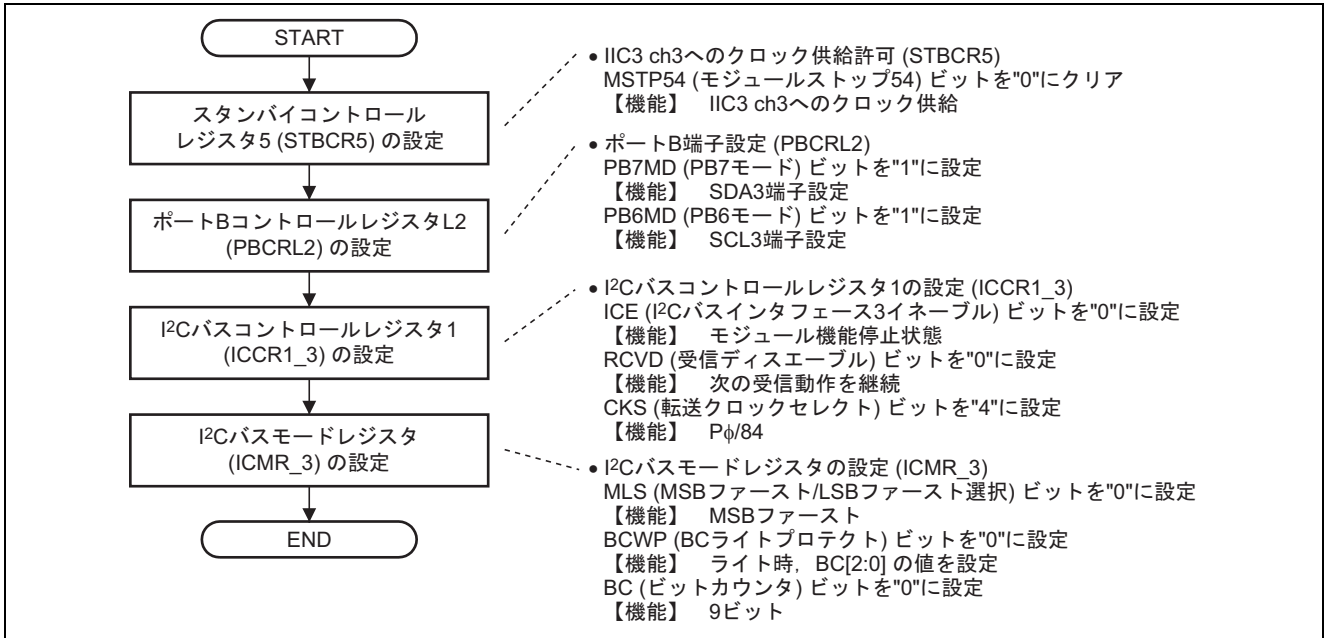 START
スタンバイコントロール
レジスタ5 (STBCR5) の設定
ポートBコントロールレジスタL2
(PBCRL2) の設定
I²Cバスコントロールレジスタ1
(ICCR1_3) の設定
I²Cバスモードレジスタ
(ICMR_3) の設定
END
• IIC3 ch3へのクロック供給許可 (STBCR5)
MSTP54 (モジュールストップ54) ビットを"0"にクリア
【機能】 IIC3 ch3へのクロック供給
• ポートB端子設定 (PBCRL2)
PB7MD (PB7モード) ビットを"1"に設定
【機能】 SDA3端子設定
PB6MD (PB6モード) ビットを"1"に設定
【機能】 SCL3端子設定
• I²Cバスコントロールレジスタ1の設定 (ICCR1_3)
ICE (I²Cバスインタフェース3イネーブル) ビットを"0"に設定
【機能】 モジュール機能停止状態
RCVD (受信ディスエーブル) ビットを"0"に設定
【機能】 次の受信動作を継続
CKS (転送クロックセレクト) ビットを"4"に設定
【機能】 Pφ/84
• I²Cバスモードレジスタの設定 (ICMR_3)
MLS (MSBファースト/LSBファースト選択) ビットを"0"に設定
【機能】 MSBファースト
BCWP (BCライトプロテクト) ビットを"0"に設定
【機能】 ライト時，BC[2:0] の値を設定
BC (ビットカウンタ) ビットを"0"に設定
【機能】 9ビット